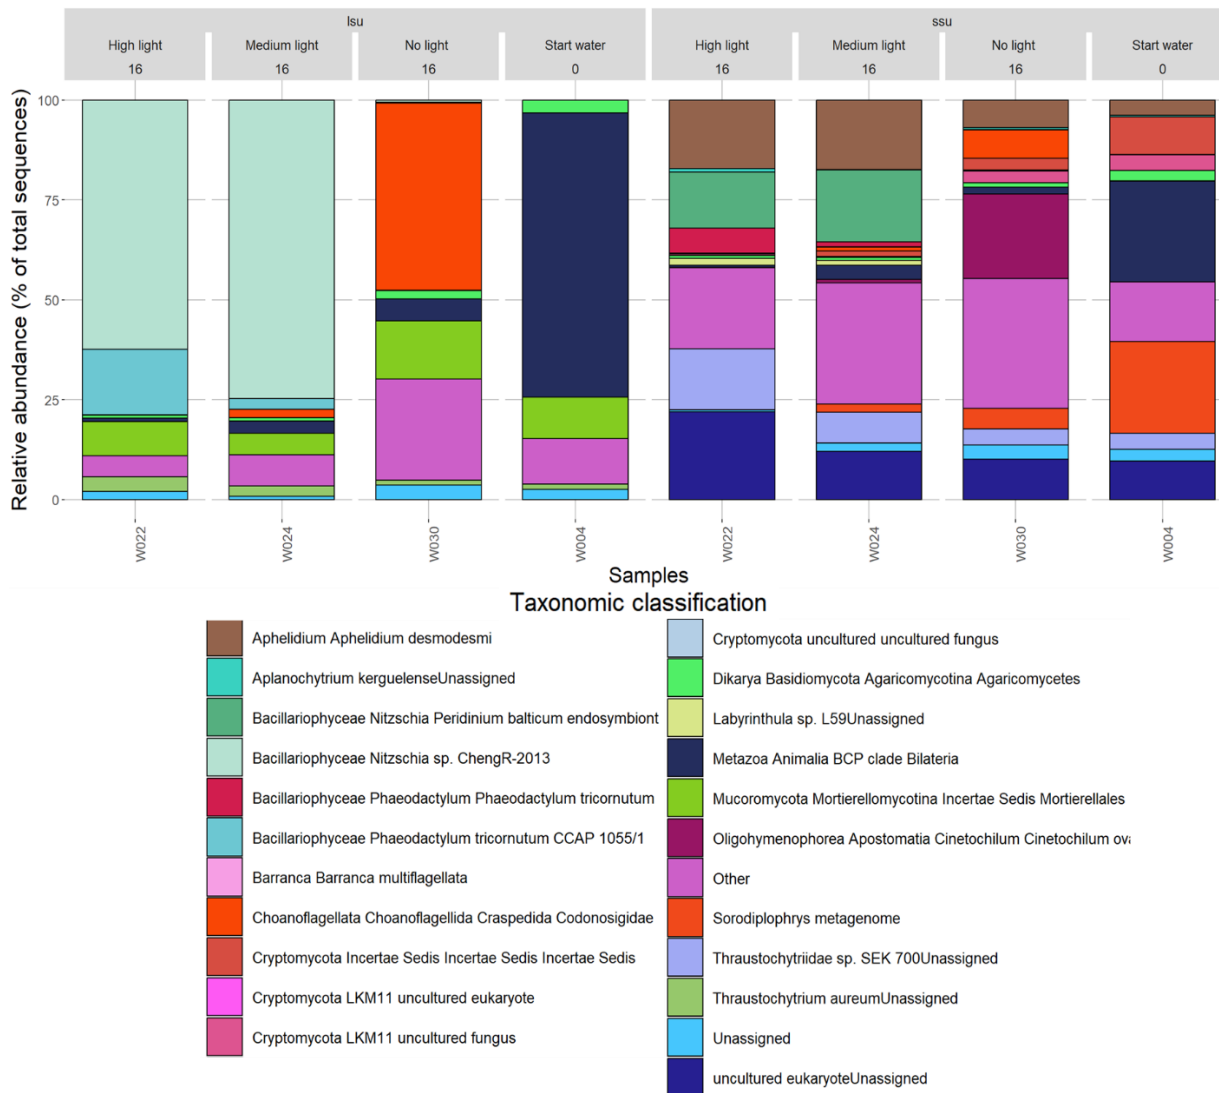 lsu
ssu
High light
Medium light
No light
Start water
High light
Medium light
No light
Start water
16
16
16
0
16
16
16
0
Relative abundance (% of total sequences)
100
75
50
25
0
W022
W024
W030
W004
W022
W024
W030
W004
Samples
Taxonomic classification
Aphelidium Aphelidium desmodesmi
Aplanochytrium kerguelenseUnassigned
Bacillariophyceae Nitzschia Peridinium balticum endosymbiont
Bacillariophyceae Nitzschia sp. ChengR-2013
Bacillariophyceae Phaeodactylum Phaeodactylum tricornutum
Bacillariophyceae Phaeodactylum tricornutum CCAP 1055/1
Barranca Barranca multiflagellata
Choanoflagellata Choanoflagellida Craspedida Codonosigidae
Cryptomycota Incertae Sedis Incertae Sedis Incertae Sedis
Cryptomycota LKM11 uncultured eukaryote
Cryptomycota LKM11 uncultured fungus
Cryptomycota uncultured uncultured fungus
Dikarya Basidiomycota Agaricomycotina Agaricomycetes
Labyrinthula sp. L59Unassigned
Metazoa Animalia BCP clade Bilateria
Mucoromycota Mortierellomycotina Incertae Sedis Mortierellales
Oligohymenophorea Apostomatia Cinetochilum Cinetochilum
Other
Sorodiplophrys metagenome
Thraustochytriidae sp. SEK 700Unassigned
Thraustochytrium aureumUnassigned
Unassigned
uncultured eukaryoteUnassigned